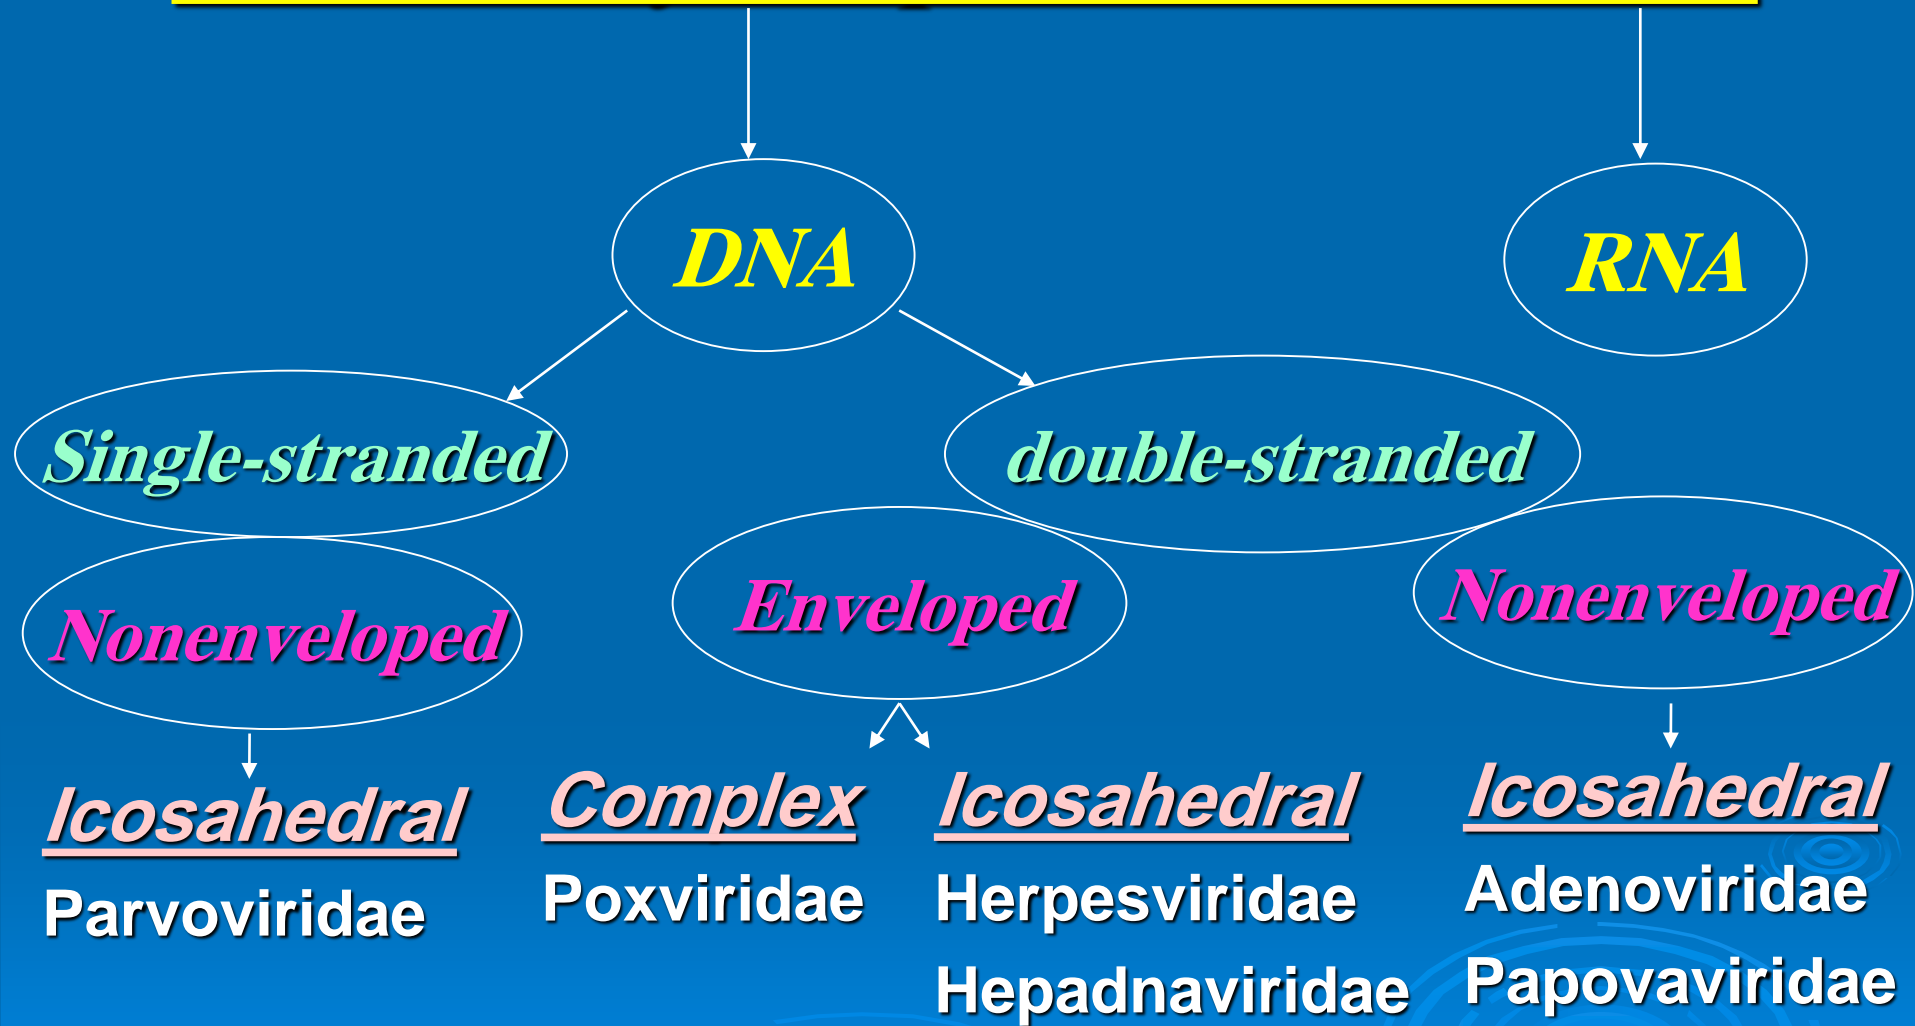 DNA
RNA
Single-stranded
double-stranded
Nonenveloped
Enveloped
Nonenveloped
Icosahedral
Parvoviridae
Complex
Poxviridae
Icosahedral
Herpesviridae
Hepadnaviridae
Icosahedral
Adenoviridae
Papovaviridae